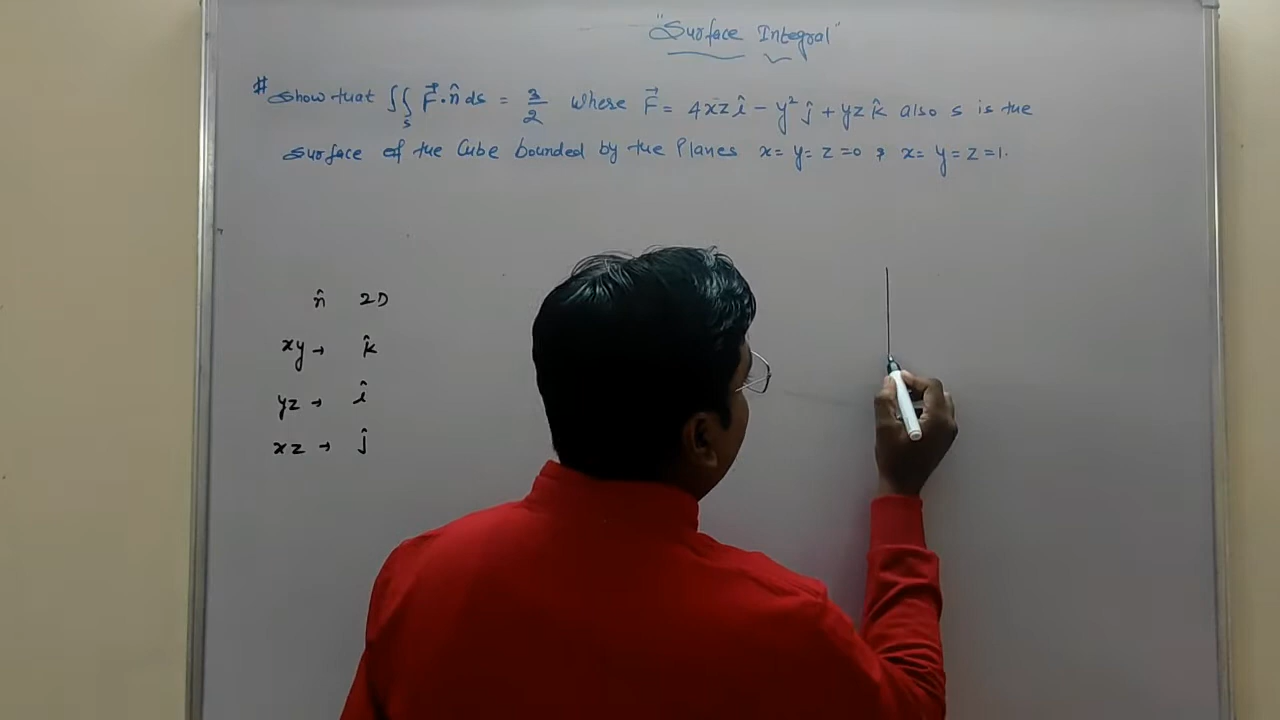 "Surface Integral"
# Show that ∬ₛ F⃗·n̂ ds = 3/2 where F⃗ = 4xz î − y² ĵ + yz k̂ also s is the
surface of the Cube bounded by the Planes x = y = z = 0 & x = y = z = 1.
n̂ 2D
xy → k̂
yz → î
xz → ĵ